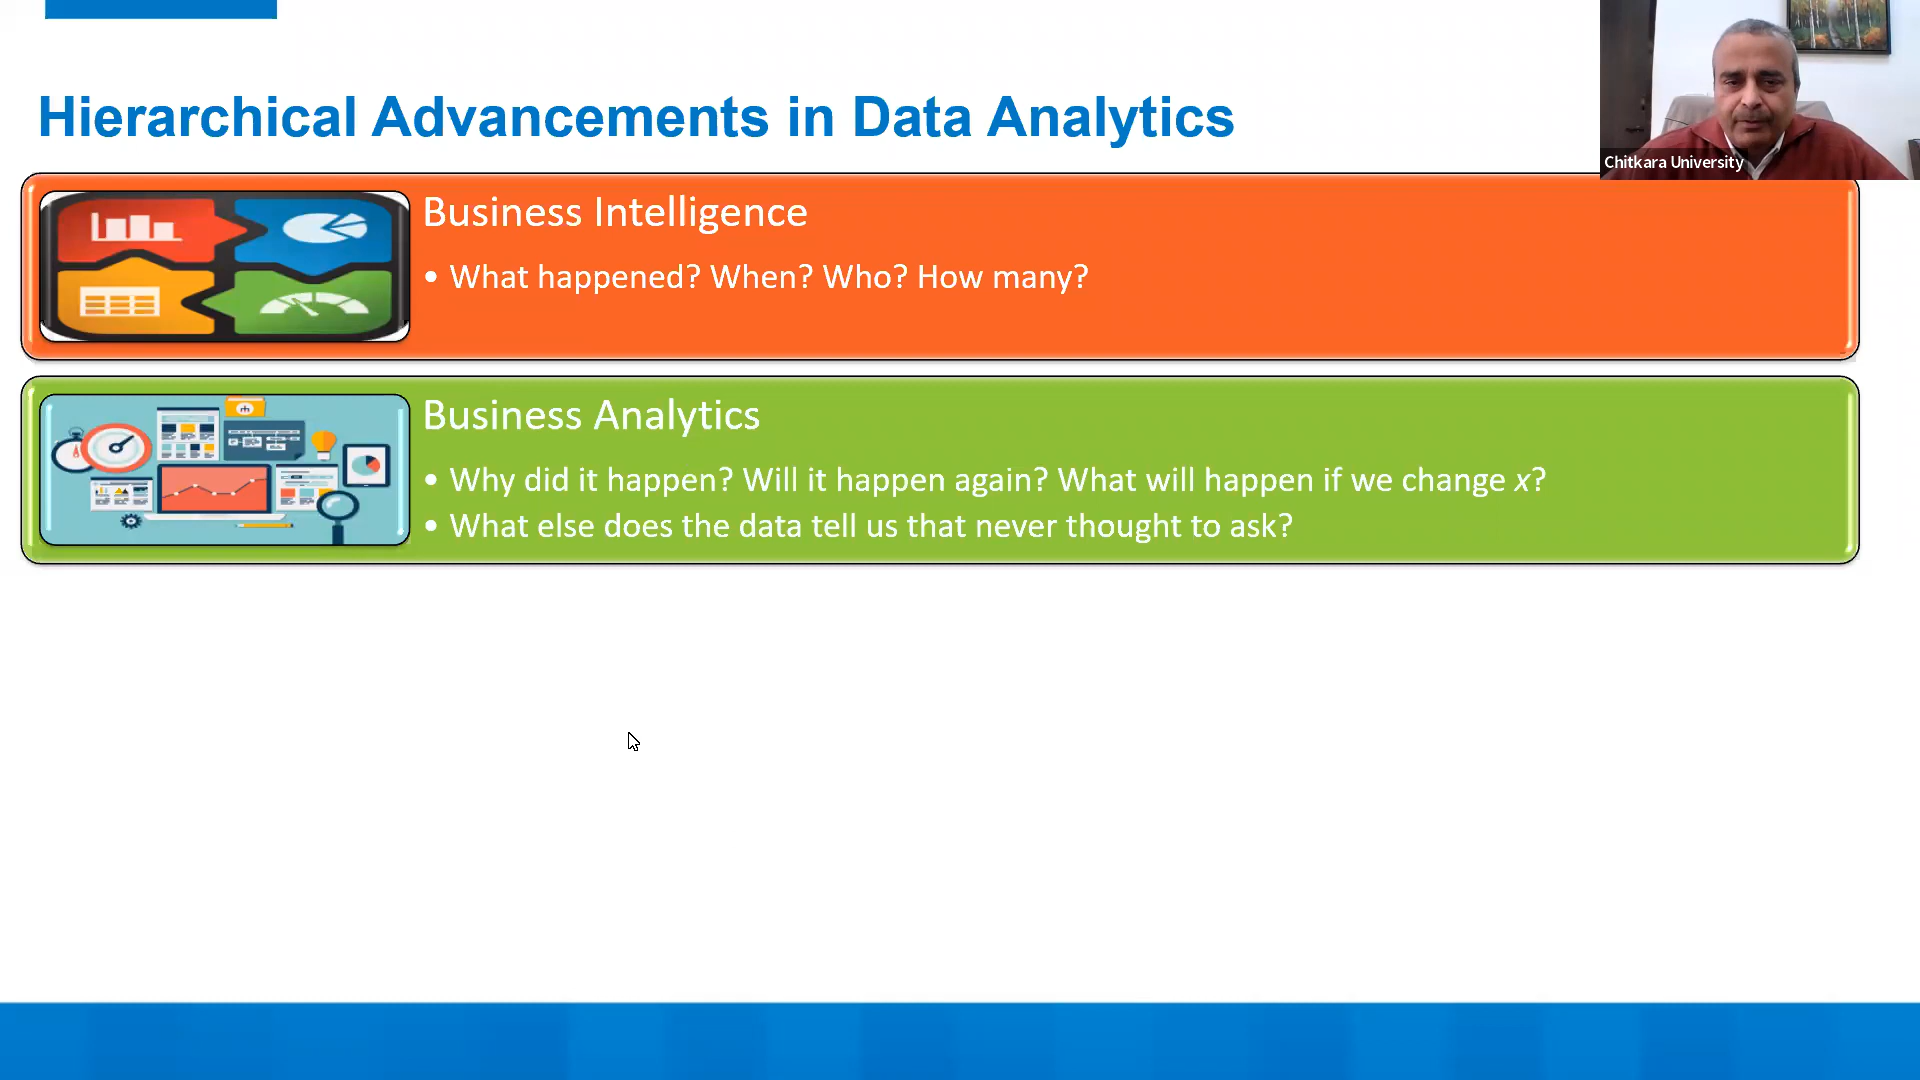 Hierarchical Advancements in Data Analytics
Chitkara University
Business Intelligence
• What happened? When? Who? How many?
Business Analytics
• Why did it happen? Will it happen again? What will happen if we change x?
• What else does the data tell us that never thought to ask?